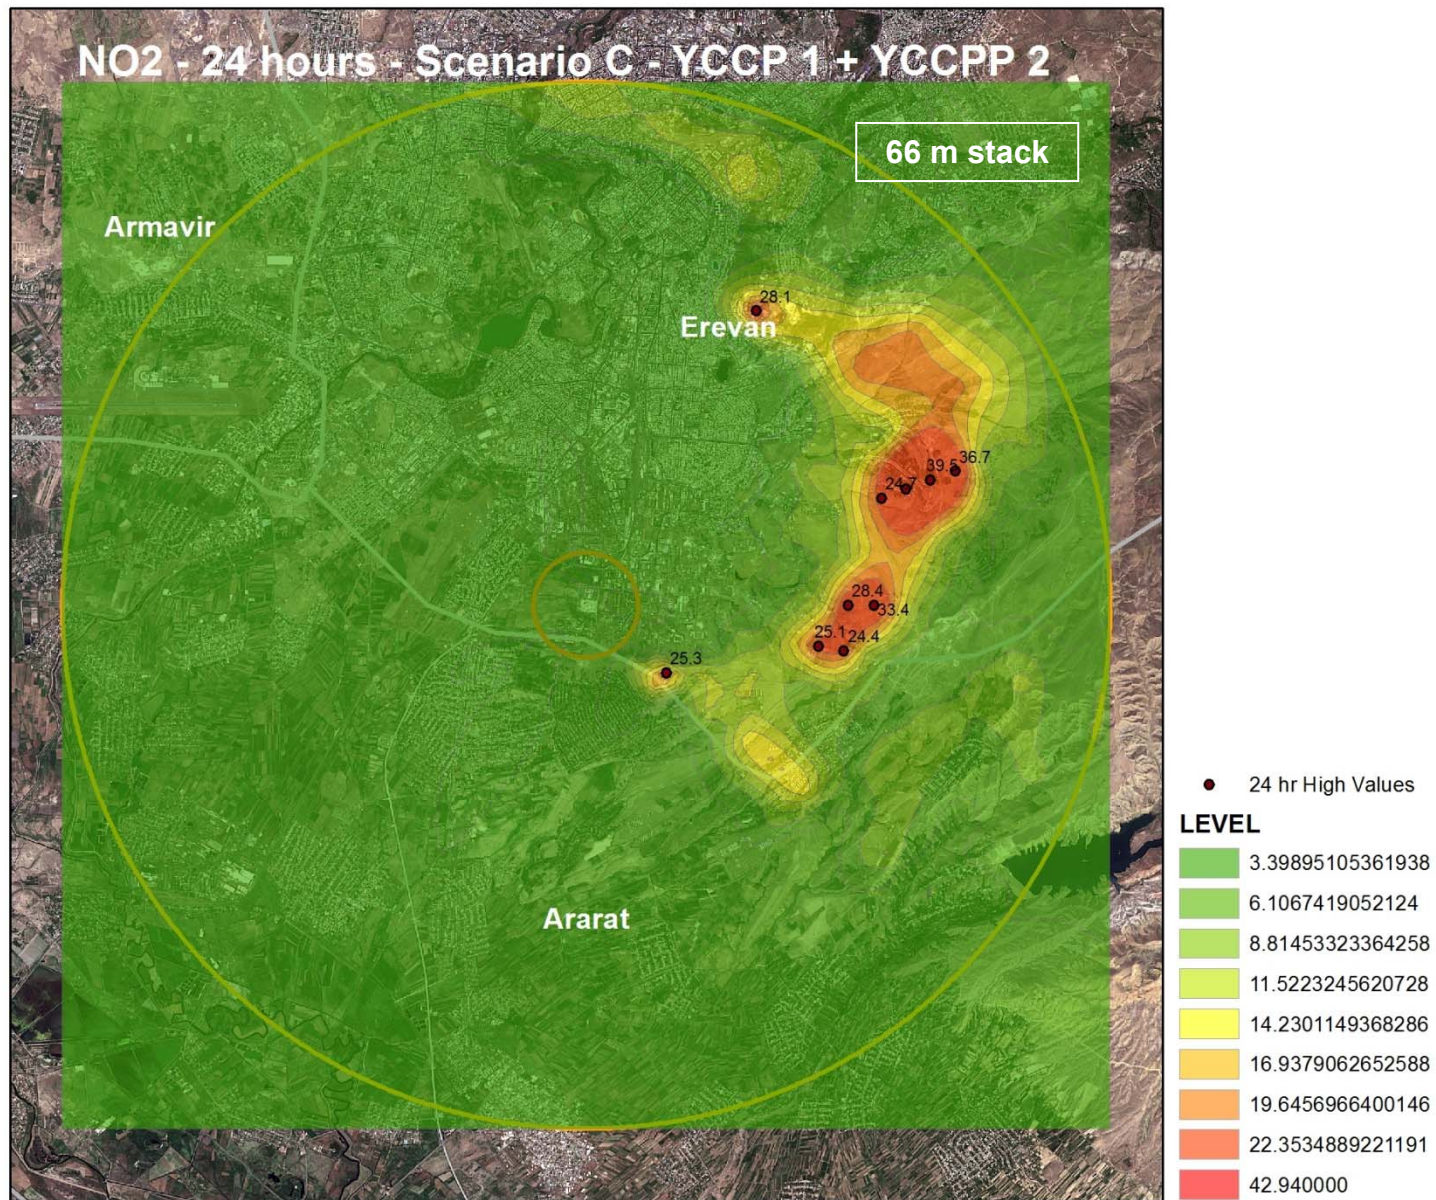 NO2 - 24 hours - Scenario C - YCCP 1 + YCCPP 2
66 m stack
Armavir
28.1
Erevan
36.7
39.5
24.7
28.4
33.4
25.1
24.4
25.3
Ararat
24 hr High Values
LEVEL
3.39895105361938
6.1067419052124
8.81453323364258
11.5223245620728
14.2301149368286
16.9379062652588
19.6456966400146
22.3534889221191
42.940000